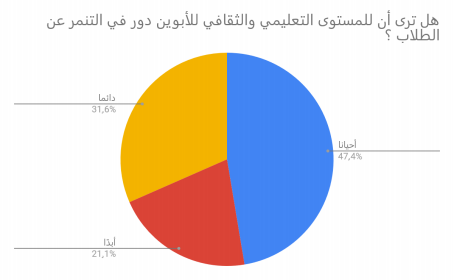 هل ترى أن للمستوى التعليمي والثقافي للأبوين دور في التنمر عن
الطلاب ؟
دائما
31,6%
أحيانا
47,4%
أبدًا
21,1%